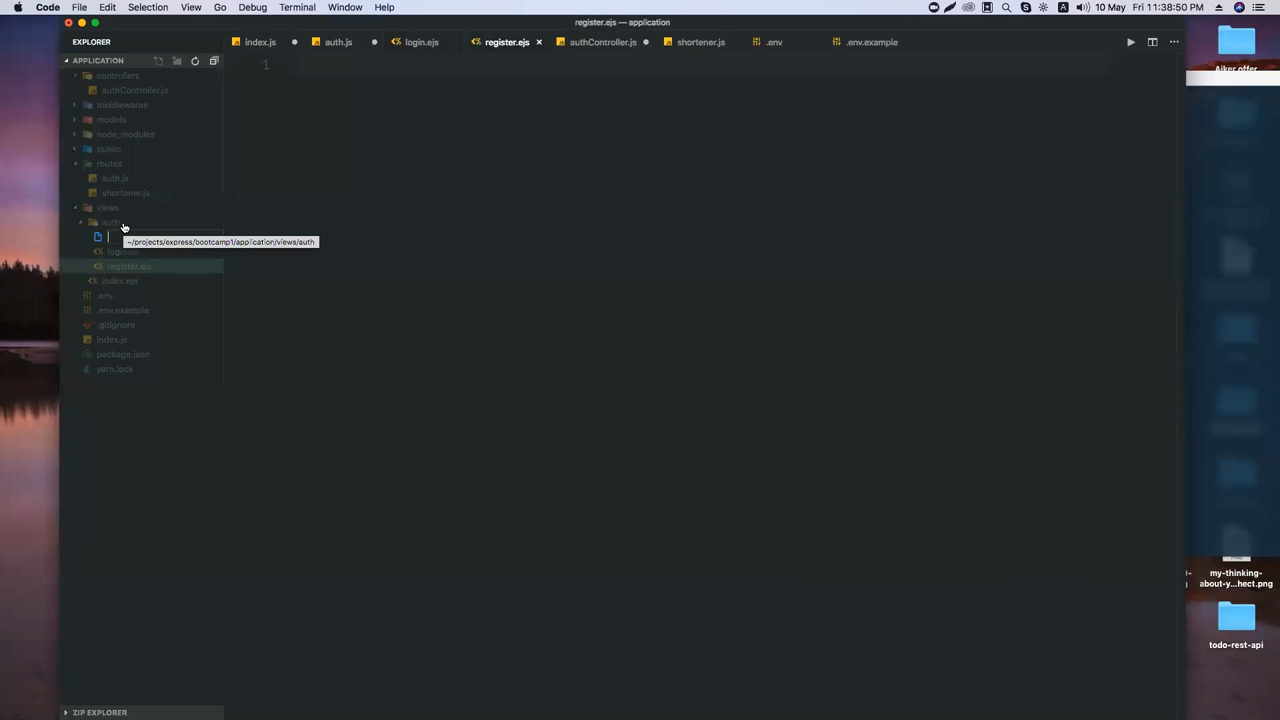 Code File Edit Selection View Go Debug Terminal Window Help A 10 May Fri 11:38:50 PM
register.ejs — application
EXPLORER
index.js
auth.js
login.ejs
register.ejs
authController.js
shortener.js
.env
.env.example
APPLICATION
1
controllers
authController.js
middlewares
models
node_modules
public
routes
auth.js
shortener.js
views
auth
~/projects/express/bootcamp1/application/views/auth
register.ejs
index.ejs
.env
.env.example
.gitignore
index.js
package.json
yarn.lock
ZIP EXPLORER
Aiker offer
my-thinking-
about-y...hect.png
todo-rest-api